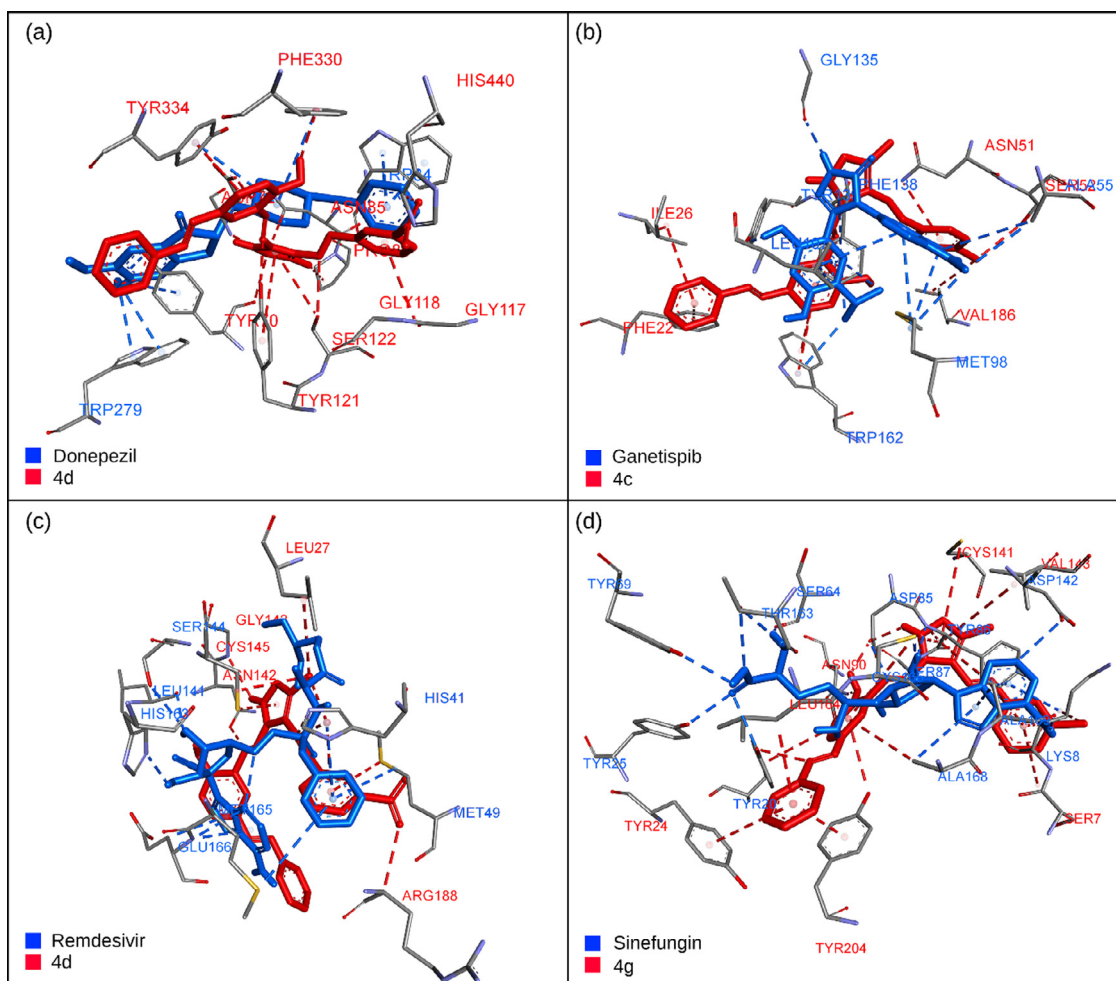 (a)
PHE330
HIS440
TYR334
ASN85
GLY118
GLY117
SER122
TYR121
TRP279
Donepezil
4d
(b)
GLY135
ASN51
PHE138
ILE26
PHE22
VAL186
MET98
TRP162
Ganetispib
4c
(c)
LEU27
SER144
CYS145
ASN142
LEU141
HIS41
HIS163
MET49
GLU166
ARG188
Remdesivir
4d
(d)
CYS141
VAL143
ASP142
TYR69
SER64
THR163
ASP85
ASN90
LEU164
LYS8
TYR25
ALA168
TYR24
SER7
TYR204
Sinefungin
4g